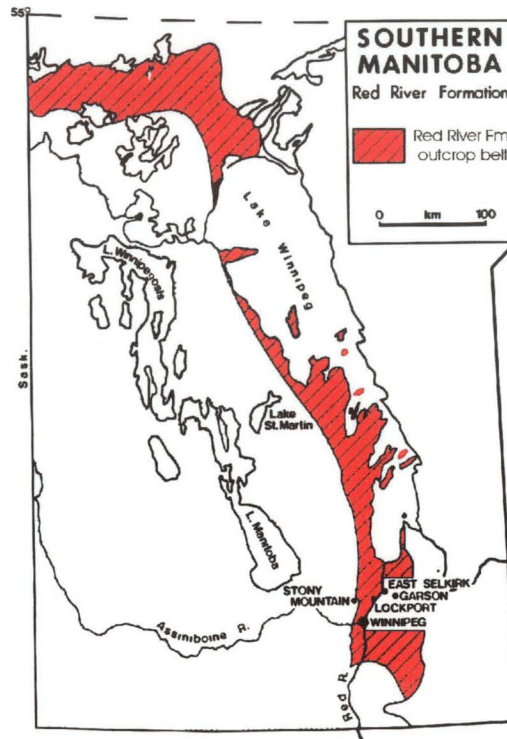 55°
SOUTHERN
MANITOBA
Red River Formation
Red River Fm
outcrop belt
0 km 100
Lake Winnipeg
L. Winnipegosis
Sask.
Lake
St. Martin
L. Manitoba
EAST SELKIRK
STONY
MOUNTAIN
GARSON
LOCKPORT
WINNIPEG
Assiniboine R.
Red R.